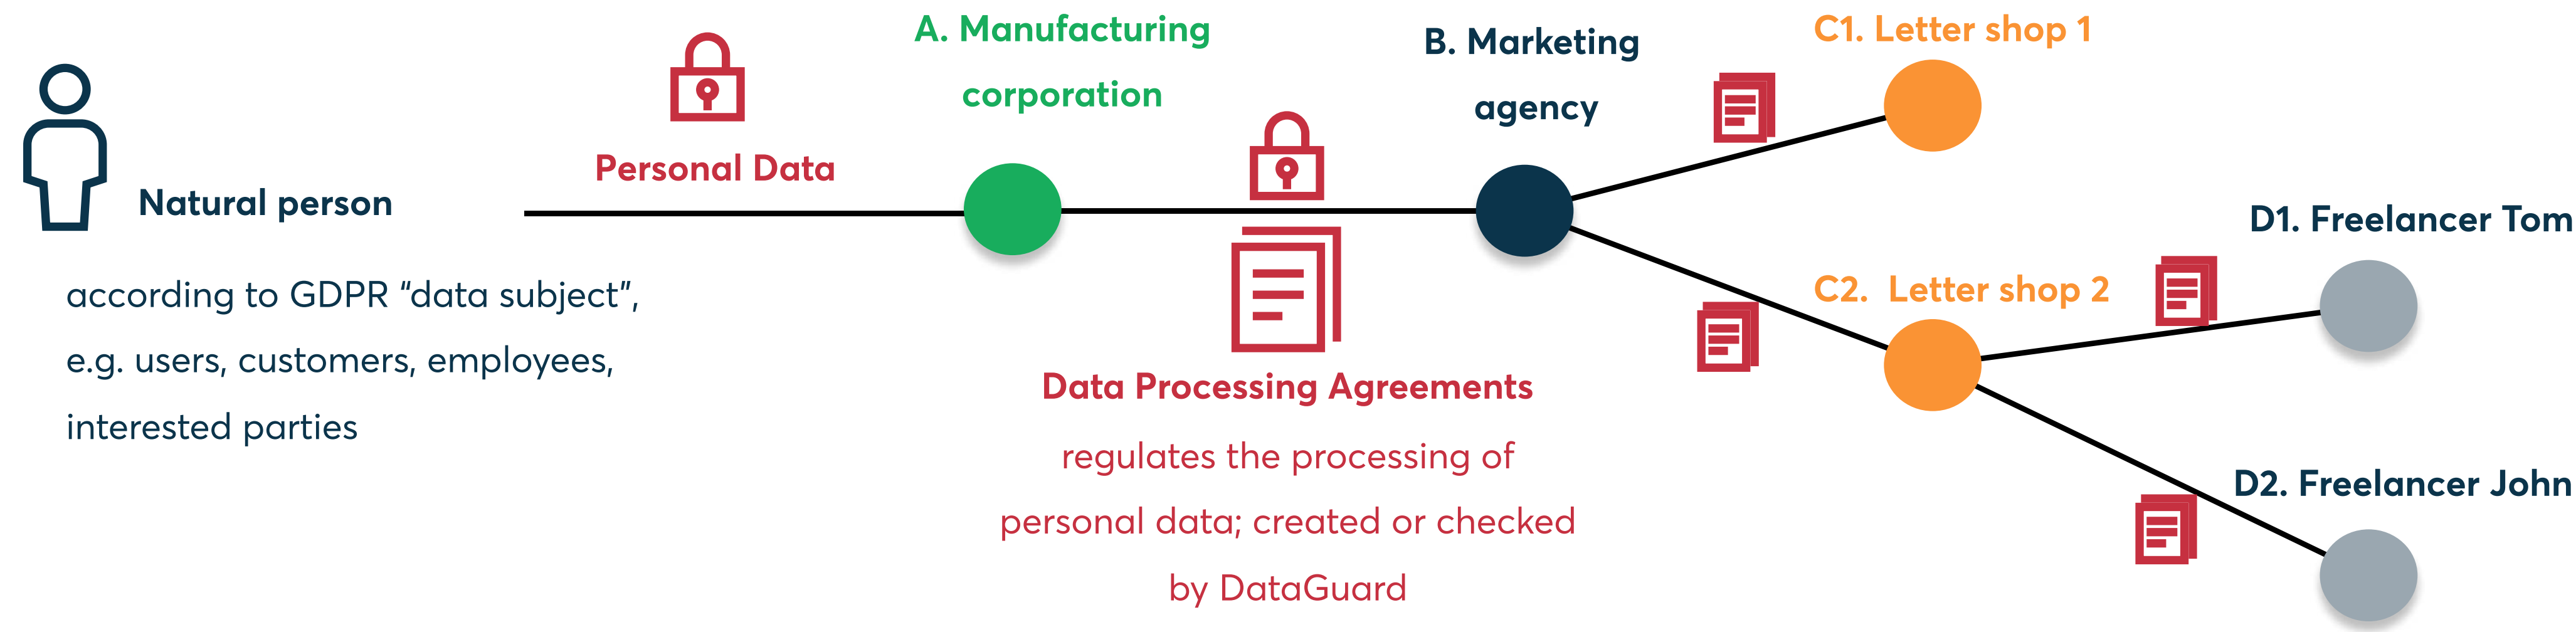 Natural person
according to GDPR “data subject”,
e.g. users, customers, employees,
interested parties
Personal Data
A. Manufacturing
corporation
Data Processing Agreements
regulates the processing of
personal data; created or checked
by DataGuard
B. Marketing
agency
C1. Letter shop 1
C2. Letter shop 2
D1. Freelancer Tom
D2. Freelancer John